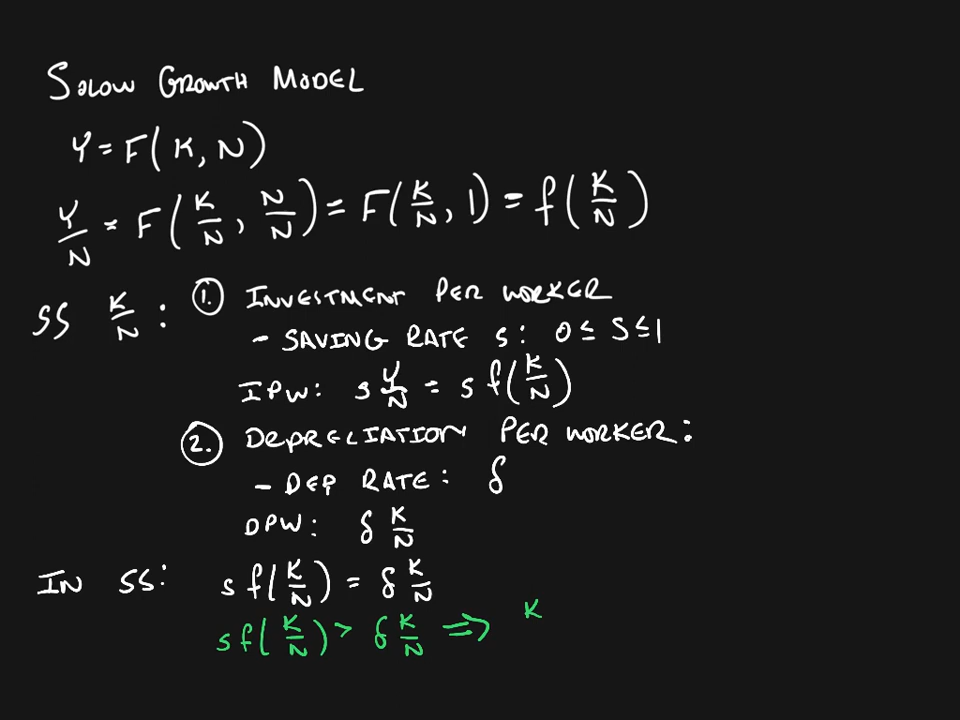 SOLOW GROWTH MODEL
Y = F(K, N)
Y/N = F(K/N, N/N) = F(K/N, 1) = f(K/N)
SS K/N: 1. INVESTMENT PER WORKER
- SAVING RATE s: 0 ≤ S ≤ 1
IPW: s Y/N = s f(K/N)
2. DEPRECIATION PER WORKER:
- DEP RATE: δ
DPW: δ K/N
IN SS: s f(K/N) = δ K/N
s f(K/N) > δ K/N ⇒ K